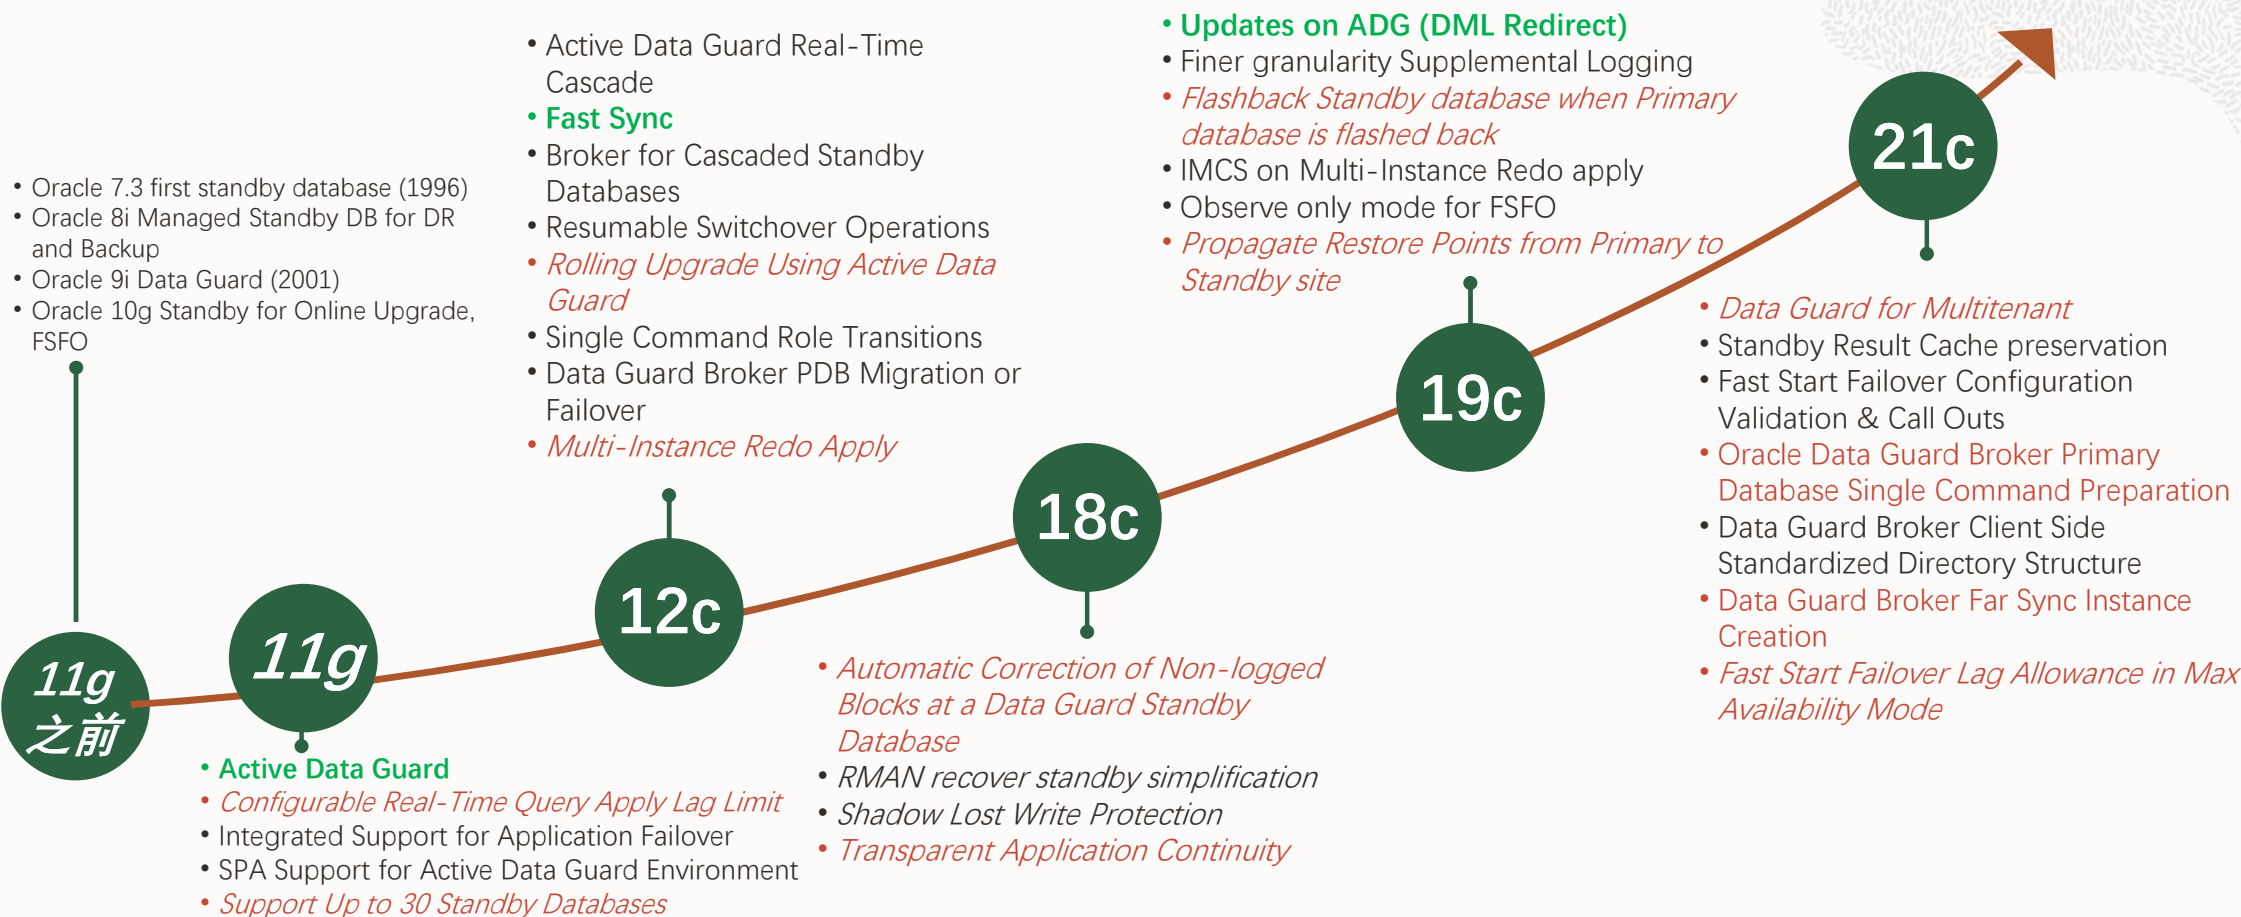 • Oracle 7.3 first standby database (1996)
• Oracle 8i Managed Standby DB for DR
and Backup
• Oracle 9i Data Guard (2001)
• Oracle 10g Standby for Online Upgrade,
FSFO
11g
之前
11g
• Active Data Guard
• Configurable Real-Time Query Apply Lag Limit
• Integrated Support for Application Failover
• SPA Support for Active Data Guard Environment
• Support Up to 30 Standby Databases
• Active Data Guard Real-Time
Cascade
• Fast Sync
• Broker for Cascaded Standby
Databases
• Resumable Switchover Operations
• Rolling Upgrade Using Active Data
Guard
• Single Command Role Transitions
• Data Guard Broker PDB Migration or
Failover
• Multi-Instance Redo Apply
12c
18c
• Automatic Correction of Non-logged
Blocks at a Data Guard Standby
Database
• RMAN recover standby simplification
• Shadow Lost Write Protection
• Transparent Application Continuity
• Updates on ADG (DML Redirect)
• Finer granularity Supplemental Logging
• Flashback Standby database when Primary
database is flashed back
• IMCS on Multi-Instance Redo apply
• Observe only mode for FSFO
• Propagate Restore Points from Primary to
Standby site
19c
21c
• Data Guard for Multitenant
• Standby Result Cache preservation
• Fast Start Failover Configuration
Validation & Call Outs
• Oracle Data Guard Broker Primary
Database Single Command Preparation
• Data Guard Broker Client Side
Standardized Directory Structure
• Data Guard Broker Far Sync Instance
Creation
• Fast Start Failover Lag Allowance in Max
Availability Mode